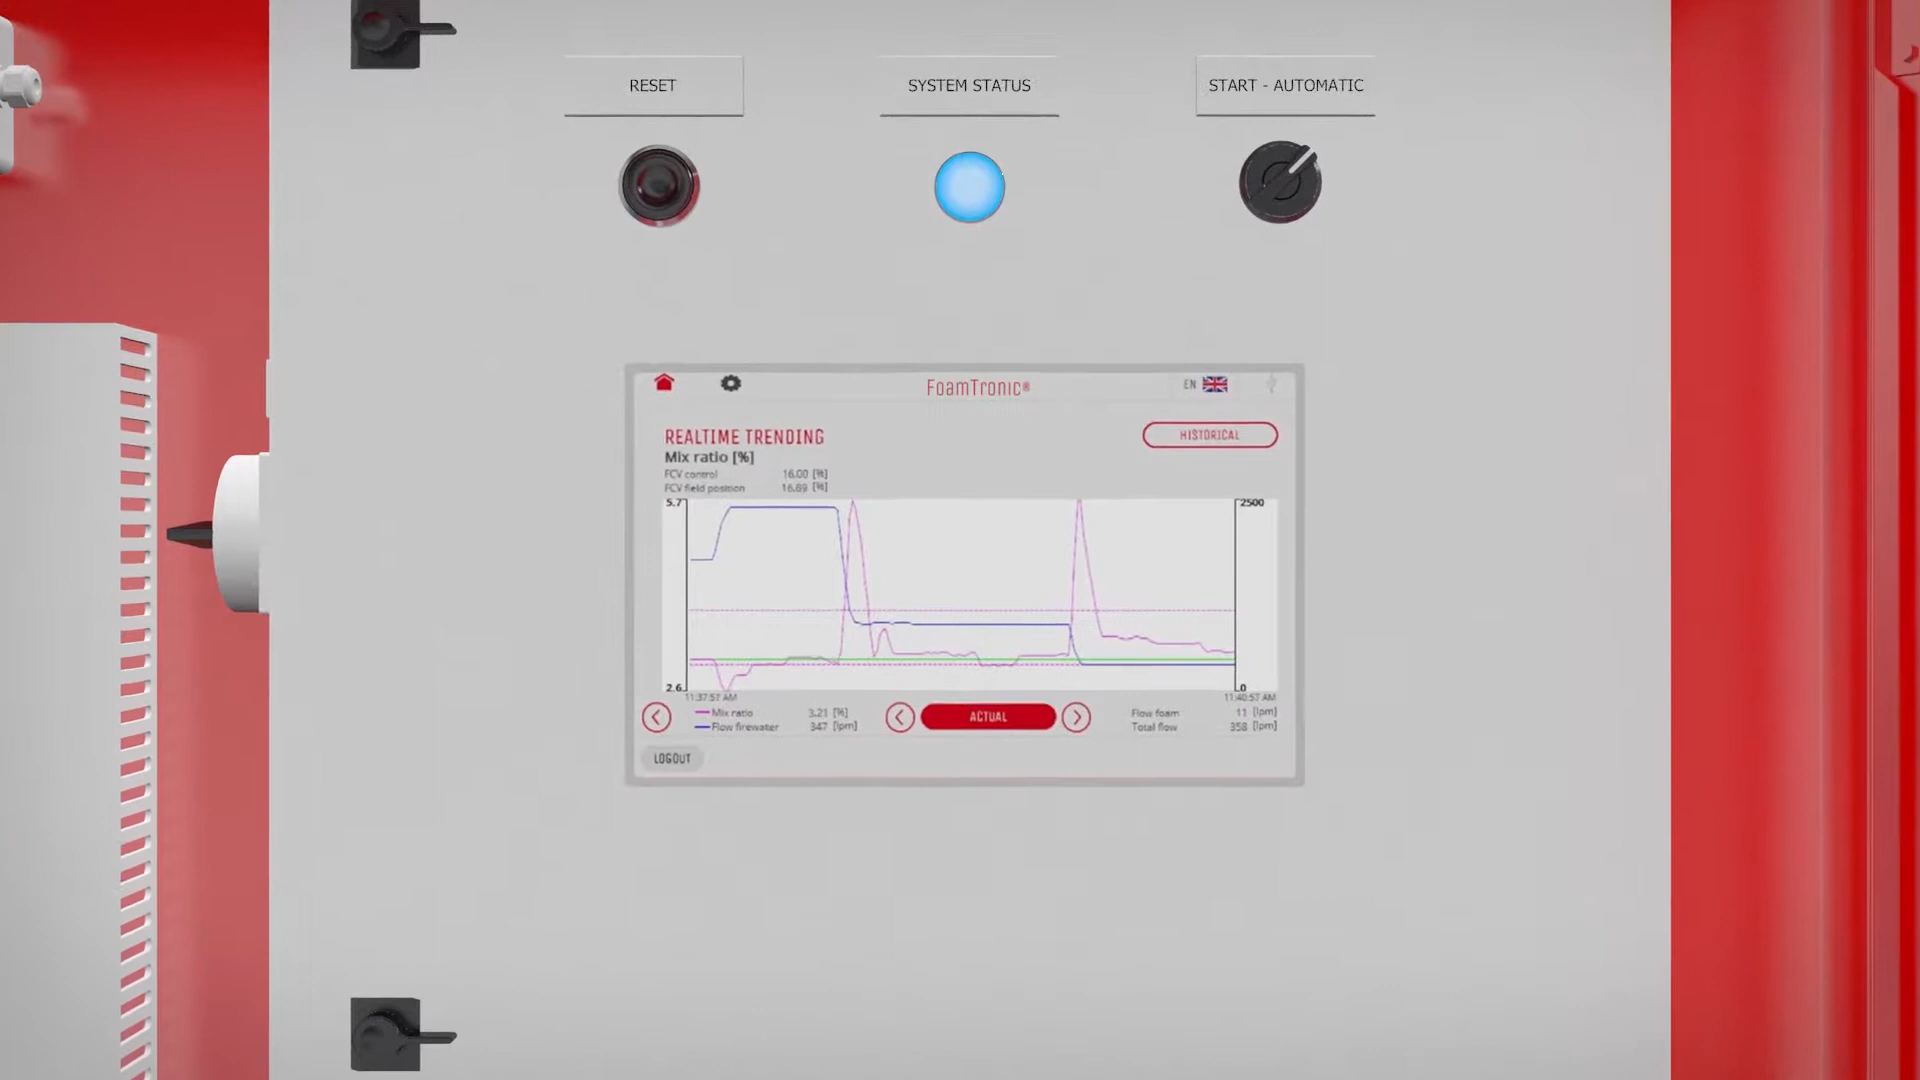 RESET
SYSTEM STATUS
START - AUTOMATIC
FoamTronic®
EN
REALTIME TRENDING
HISTORICAL
Mix ratio [%]
FCV control 16.00 [%]
FCV field position 16.89 [%]
5.7
2500
2.6
0
11:37:57 AM
11:40:57 AM
Mix ratio 3.21 [%]
Flow firewater 347 [lpm]
ACTUAL
Flow foam 11 [lpm]
Total flow 358 [lpm]
LOGOUT